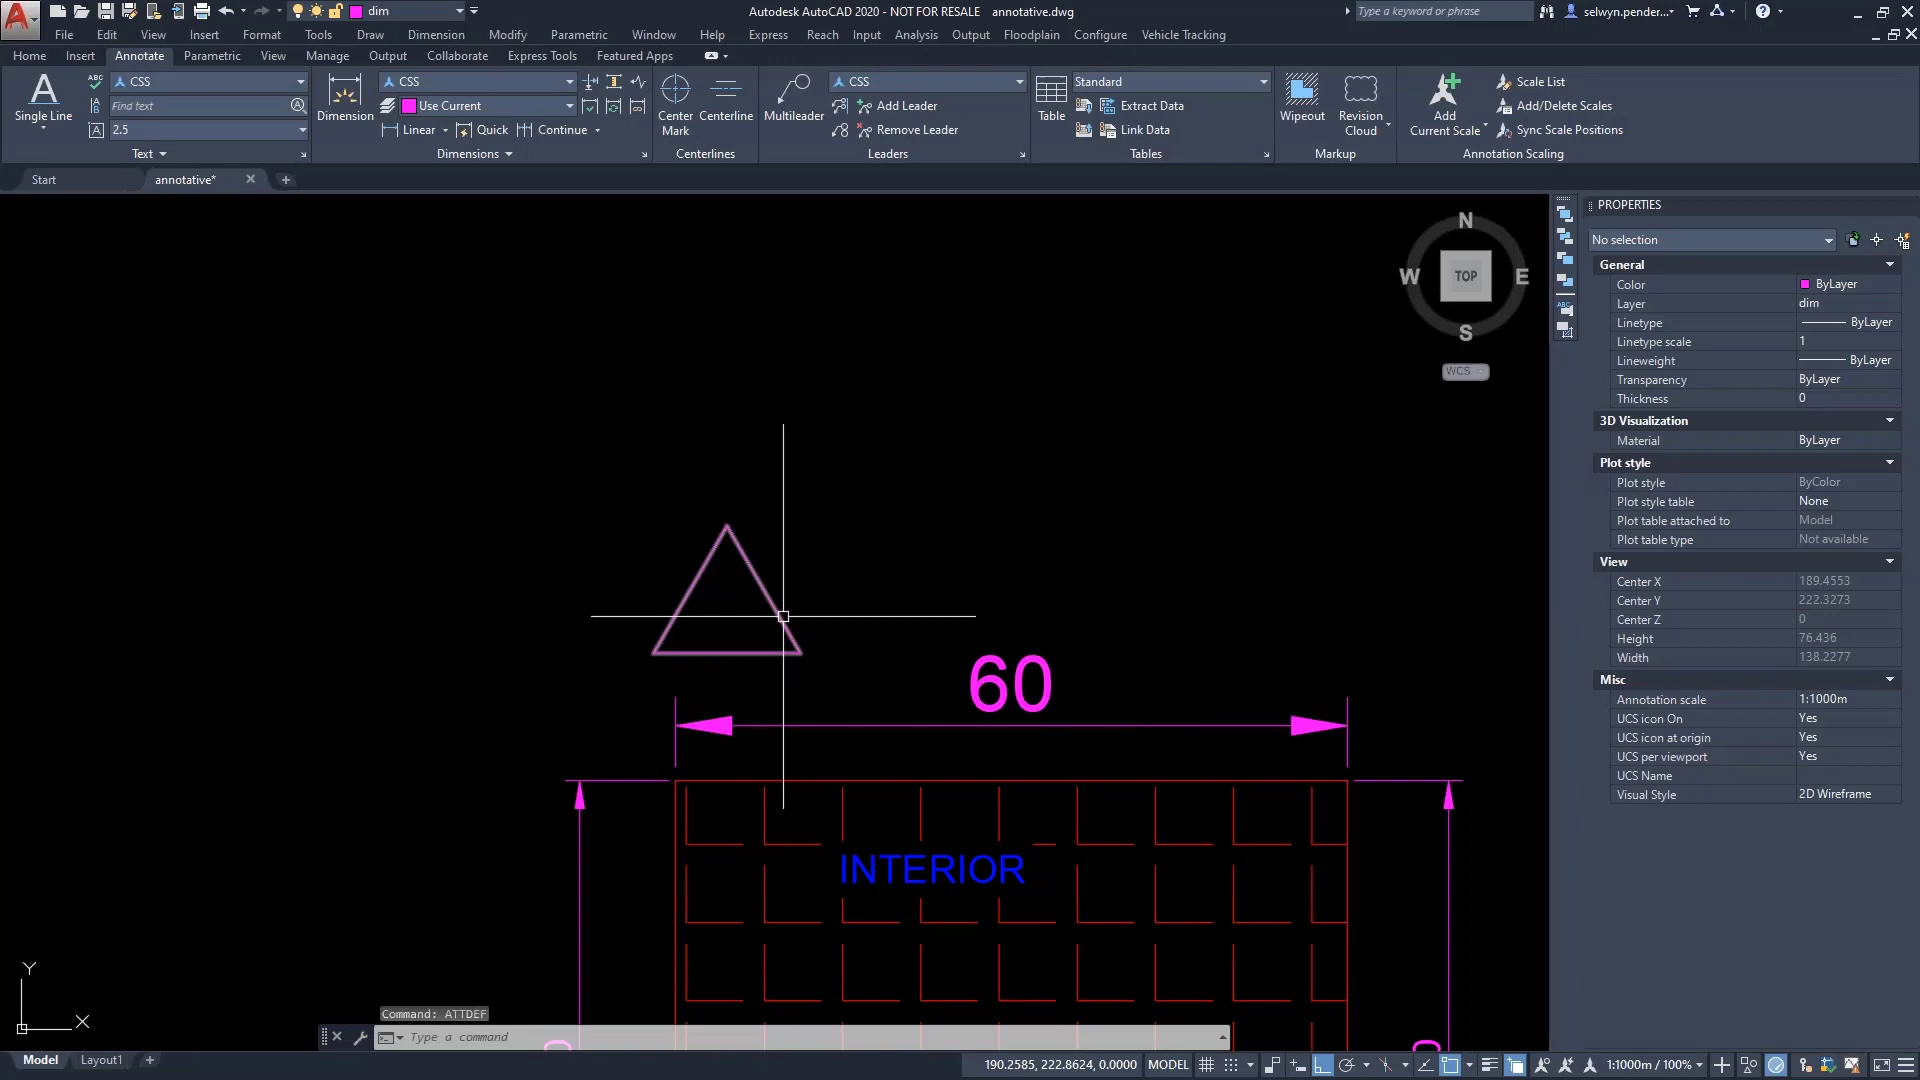 dim
Autodesk AutoCAD 2020 - NOT FOR RESALE annotative.dwg
Type a keyword or phrase
selwyn.pender...
File Edit View Insert Format Tools Draw Dimension Modify Parametric Window Help Express Reach Input Analysis Output Floodplain Configure Vehicle Tracking
Home Insert Annotate Parametric View Manage Output Collaborate Express Tools Featured Apps
A Single Line
ABC
CSS
Find text
2.5
Text
Dimension
CSS
Use Current
Linear Quick Continue
Dimensions
Center Mark
Centerline
Centerlines
Multileader
CSS
Add Leader
Remove Leader
Leaders
Table
Standard
Extract Data
Link Data
Tables
Wipeout
Revision Cloud
Markup
Add Current Scale
Scale List
Add/Delete Scales
Sync Scale Positions
Annotation Scaling
Start
annotative*
N
W TOP E
S
WCS
60
INTERIOR
Y
X
Command: ATTDEF
Type a command
PROPERTIES
No selection
General
Color ByLayer
Layer dim
Linetype ByLayer
Linetype scale 1
Lineweight ByLayer
Transparency ByLayer
Thickness 0
3D Visualization
Material ByLayer
Plot style
Plot style ByColor
Plot style table None
Plot table attached to Model
Plot table type Not available
View
Center X 189.4553
Center Y 222.3273
Center Z 0
Height 76.436
Width 138.2277
Misc
Annotation scale 1:1000m
UCS icon On Yes
UCS icon at origin Yes
UCS per viewport Yes
UCS Name
Visual Style 2D Wireframe
Model Layout1
190.2585, 222.8624, 0.0000 MODEL
1:1000m / 100%